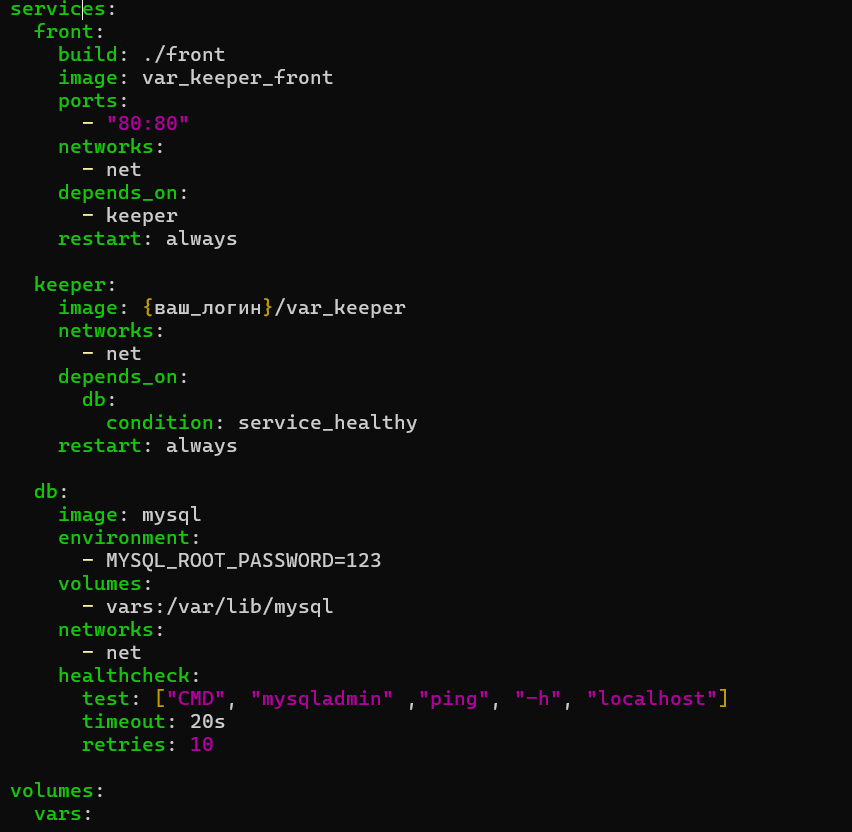 services:
  front:
    build: ./front
    image: var_keeper_front
    ports:
      - "80:80"
    networks:
      - net
    depends_on:
      - keeper
    restart: always

  keeper:
    image: {ваш_логин}/var_keeper
    networks:
      - net
    depends_on:
      db:
        condition: service_healthy
    restart: always

  db:
    image: mysql
    environment:
      - MYSQL_ROOT_PASSWORD=123
    volumes:
      - vars:/var/lib/mysql
    networks:
      - net
    healthcheck:
      test: ["CMD", "mysqladmin" ,"ping", "-h", "localhost"]
      timeout: 20s
      retries: 10

volumes:
  vars: